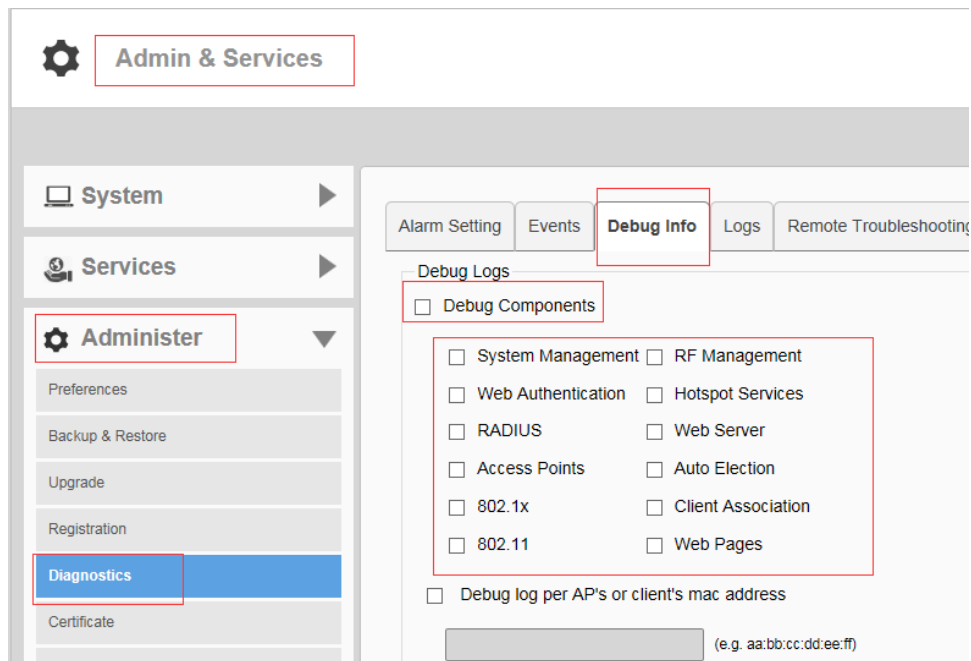 Admin & Services
System
Services
Administer
Preferences
Backup & Restore
Upgrade
Registration
Diagnostics
Certificate
Alarm Setting Events Debug Info Logs Remote Troubleshooting
Debug Logs
Debug Components
System Management RF Management
Web Authentication Hotspot Services
RADIUS Web Server
Access Points Auto Election
802.1x Client Association
802.11 Web Pages
Debug log per AP's or client's mac address
(e.g. aa:bb:cc:dd:ee:ff)